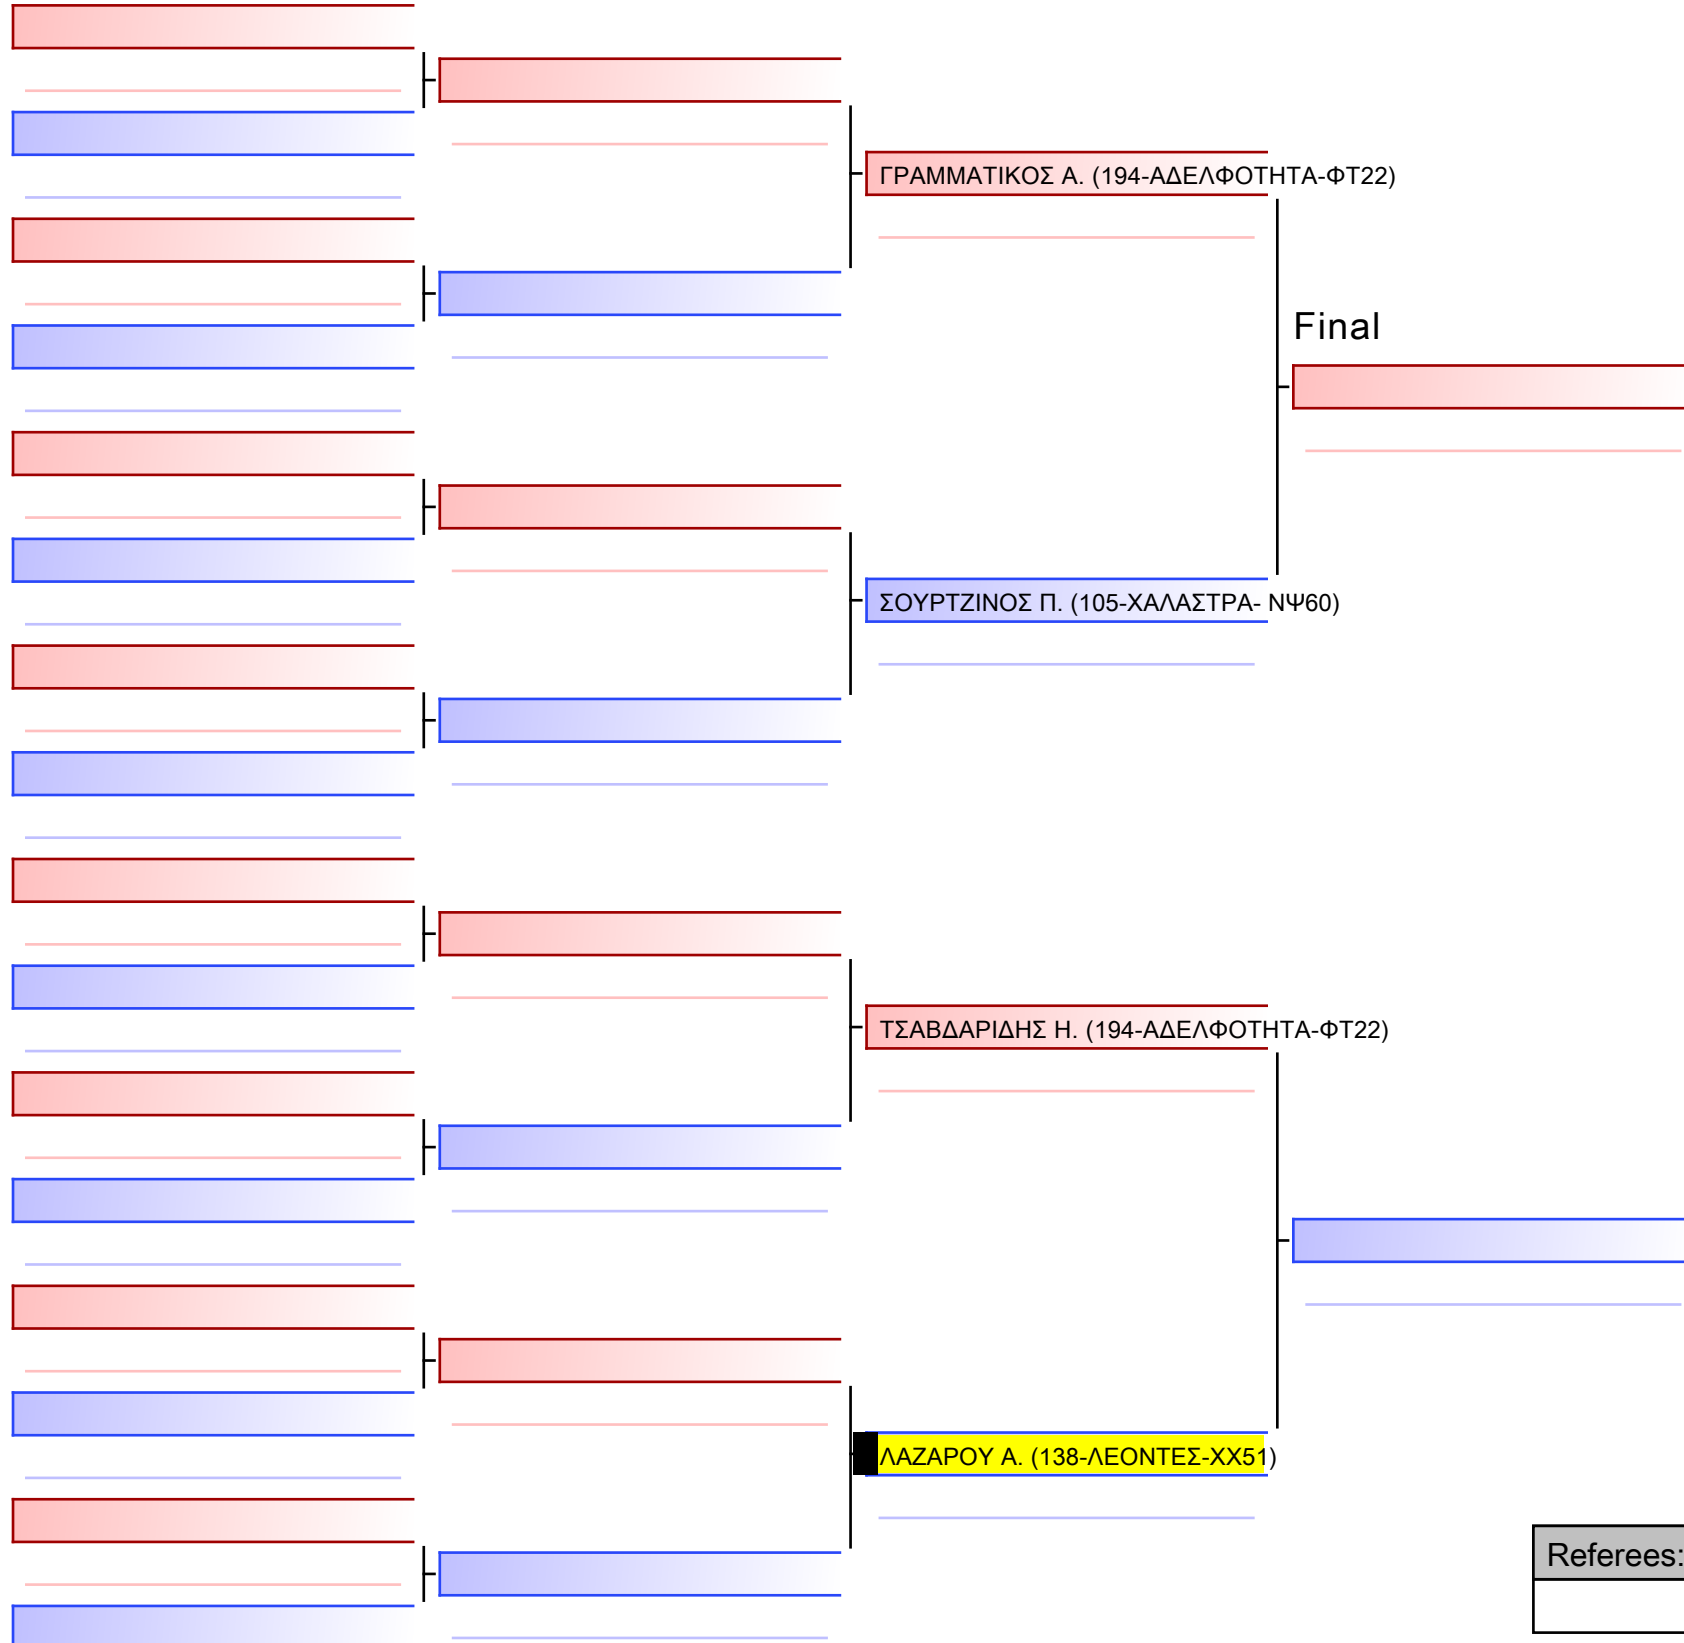 ΓΡΑΜΜΑΤΙΚΟΣ Α. (194-ΑΔΕΛΦΟΤΗΤΑ-ΦΤ22)
Final
ΣΟΥΡΤΖΙΝΟΣ Π. (105-ΧΑΛΑΣΤΡΑ- ΝΨ60)
ΤΣΑΒΔΑΡΙΔΗΣ Η. (194-ΑΔΕΛΦΟΤΗΤΑ-ΦΤ22)
ΛΑΖΑΡΟΥ Α. (138-ΛΕΟΝΤΕΣ-ΧΧ51)
Referees: